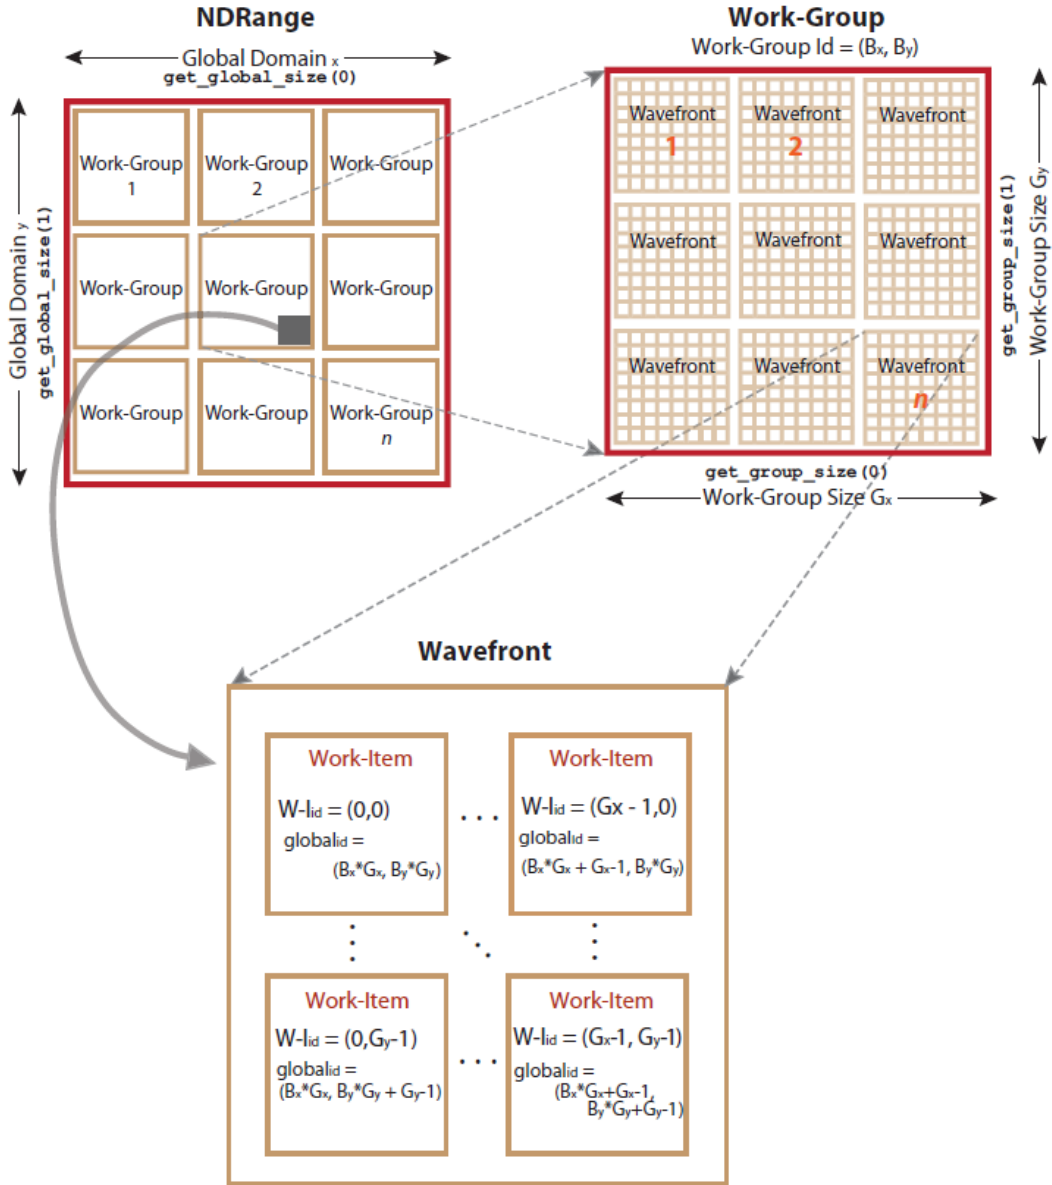 NDRange
Global Domain x
get_global_size(0)
Global Domain y
get_global_size(1)
Work-Group
1
Work-Group
2
Work-Group
Work-Group
Work-Group
Work-Group
Work-Group
Work-Group
Work-Group
n
Work-Group
Work-Group Id = (Bx, By)
Wavefront
1
Wavefront
2
Wavefront
Wavefront
Wavefront
Wavefront
Wavefront
Wavefront
Wavefront
n
get_group_size(1)
Work-Group Size Gy
get_group_size(0)
Work-Group Size Gx
Wavefront
Work-Item
W-Iid = (0,0)
globalid =
(Bx*Gx, By*Gy)
. . .
Work-Item
W-Iid = (Gx - 1,0)
globalid =
(Bx*Gx + Gx-1, By*Gy)
Work-Item
W-Iid = (0,Gy-1)
globalid =
(Bx*Gx, By*Gy + Gy-1)
. . .
Work-Item
W-Iid = (Gx-1, Gy-1)
globalid =
(Bx*Gx+Gx-1,
By*Gy+Gy-1)